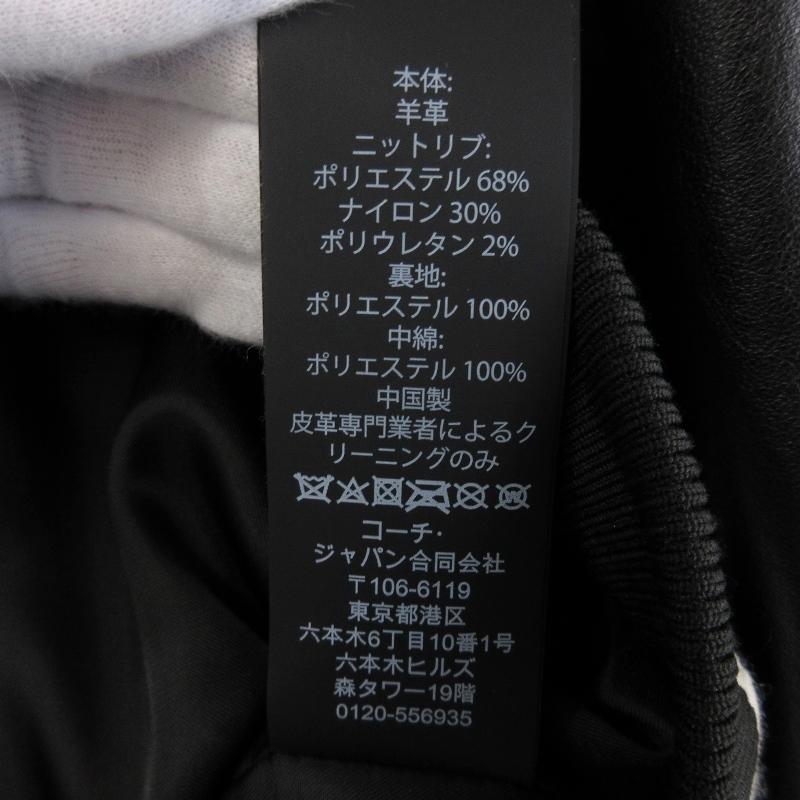 本体:
羊革
ニットリブ:
ポリエステル 68%
ナイロン 30%
ポリウレタン 2%
裏地:
ポリエステル 100%
中綿:
ポリエステル 100%
中国製
皮革専門業者によるク
リーニングのみ
コーチ・
ジャパン合同会社
〒106-6119
東京都港区
六本木6丁目10番1号
六本木ヒルズ
森タワー19階
0120-556935